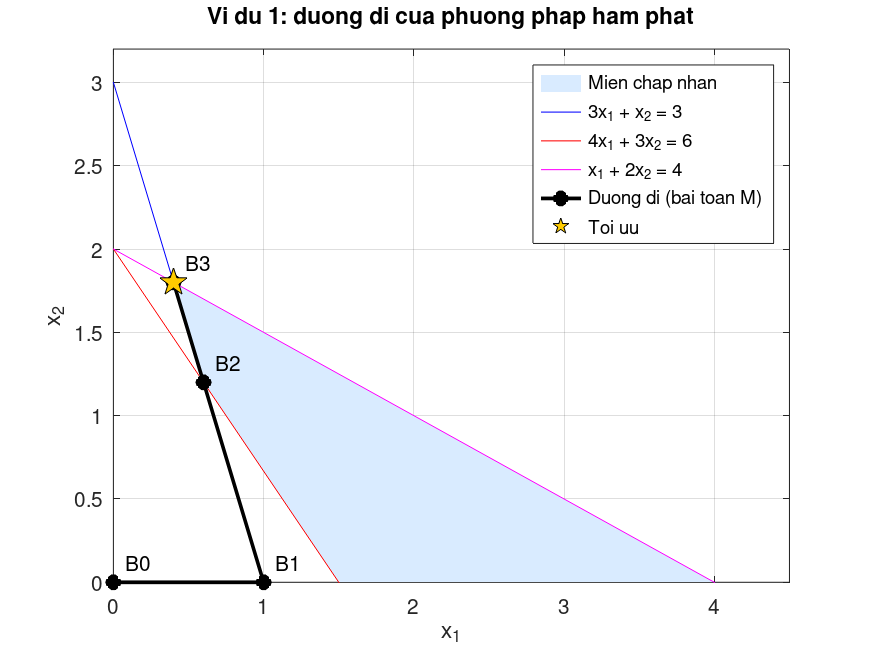 Vi du 1: duong di cua phuong phap ham phat
Mien chap nhan
3x₁ + x₂ = 3
4x₁ + 3x₂ = 6
x₁ + 2x₂ = 4
Duong di (bai toan M)
Toi uu
3
2.5
2
1.5
1
0.5
0
x₂
B3
B2
B0
B1
0
1
2
3
4
x₁